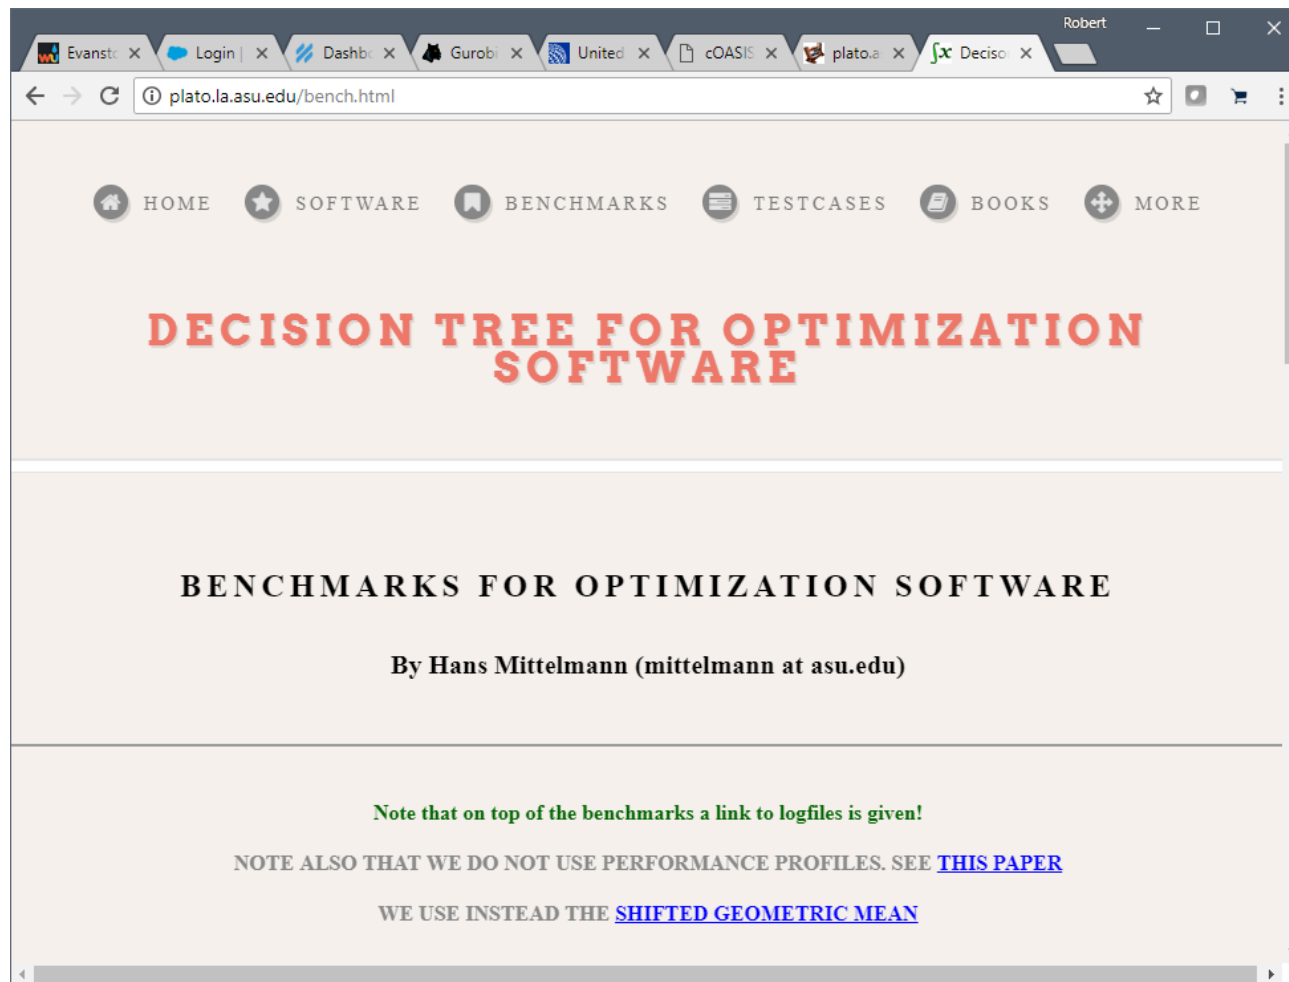 Robert
Evansto Login | Dashbo Gurobi United cOASIS plato.a Decison
plato.la.asu.edu/bench.html
HOME SOFTWARE BENCHMARKS TESTCASES BOOKS MORE
DECISION TREE FOR OPTIMIZATION
SOFTWARE
BENCHMARKS FOR OPTIMIZATION SOFTWARE
By Hans Mittelmann (mittelmann at asu.edu)
Note that on top of the benchmarks a link to logfiles is given!
NOTE ALSO THAT WE DO NOT USE PERFORMANCE PROFILES. SEE THIS PAPER
WE USE INSTEAD THE SHIFTED GEOMETRIC MEAN